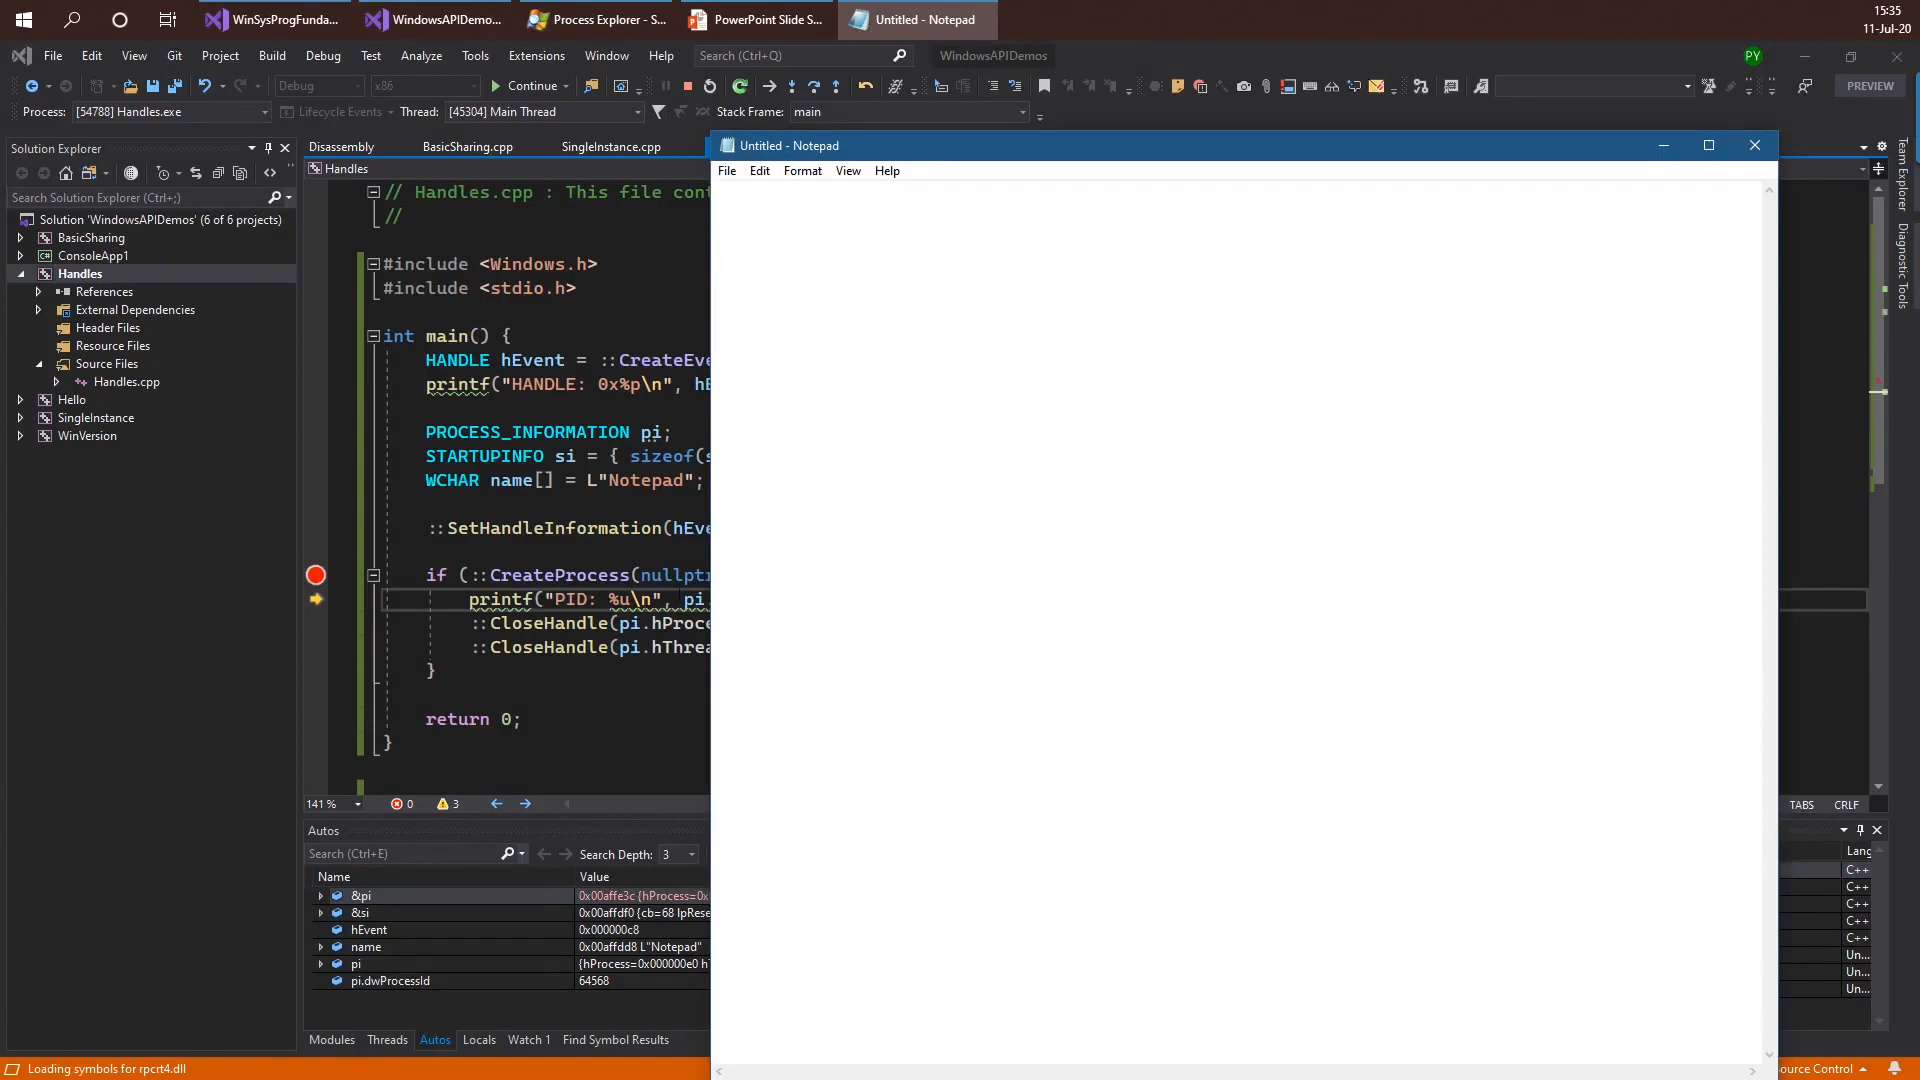 WinSysProgFunda...
WindowsAPIDemo...
Process Explorer - S...
PowerPoint Slide S...
Untitled - Notepad
15:35
11-Jul-20
File Edit View Git Project Build Debug Test Analyze Tools Extensions Window Help Search (Ctrl+Q) WindowsAPIDemos PY
Debug x86 Continue PREVIEW
Process: [54788] Handles.exe Lifecycle Events Thread: [45304] Main Thread Stack Frame: main
Solution Explorer
Search Solution Explorer (Ctrl+;)
Solution 'WindowsAPIDemos' (6 of 6 projects)
BasicSharing
ConsoleApp1
Handles
References
External Dependencies
Header Files
Resource Files
Source Files
Handles.cpp
Hello
SingleInstance
WinVersion
Disassembly BasicSharing.cpp SingleInstance.cpp
Handles
// Handles.cpp : This file cont
//
#include <Windows.h>
#include <stdio.h>
int main() {
HANDLE hEvent = ::CreateEve
printf("HANDLE: 0x%p\n", hE
PROCESS_INFORMATION pi;
STARTUPINFO si = { sizeof(s
WCHAR name[] = L"Notepad";
::SetHandleInformation(hEve
if (::CreateProcess(nullptr
printf("PID: %u\n", pi.
::CloseHandle(pi.hProce
::CloseHandle(pi.hThrea
}
return 0;
}
141 % 0 3
TABS CRLF
Untitled - Notepad
File Edit Format View Help
Autos
Search (Ctrl+E) Search Depth: 3
Name Value
&pi 0x00affe3c {hProcess=0x
&si 0x00affdf0 {cb=68 lpRese
hEvent 0x000000c8
name 0x00affdd8 L"Notepad"
pi {hProcess=0x000000e0 hT
pi.dwProcessId 64568
Modules Threads Autos Locals Watch 1 Find Symbol Results
Lang
C++
C++
C++
C++
C++
Un...
Un...
Un...
Team Explorer
Diagnostic Tools
Loading symbols for rpcrt4.dll
ource Control